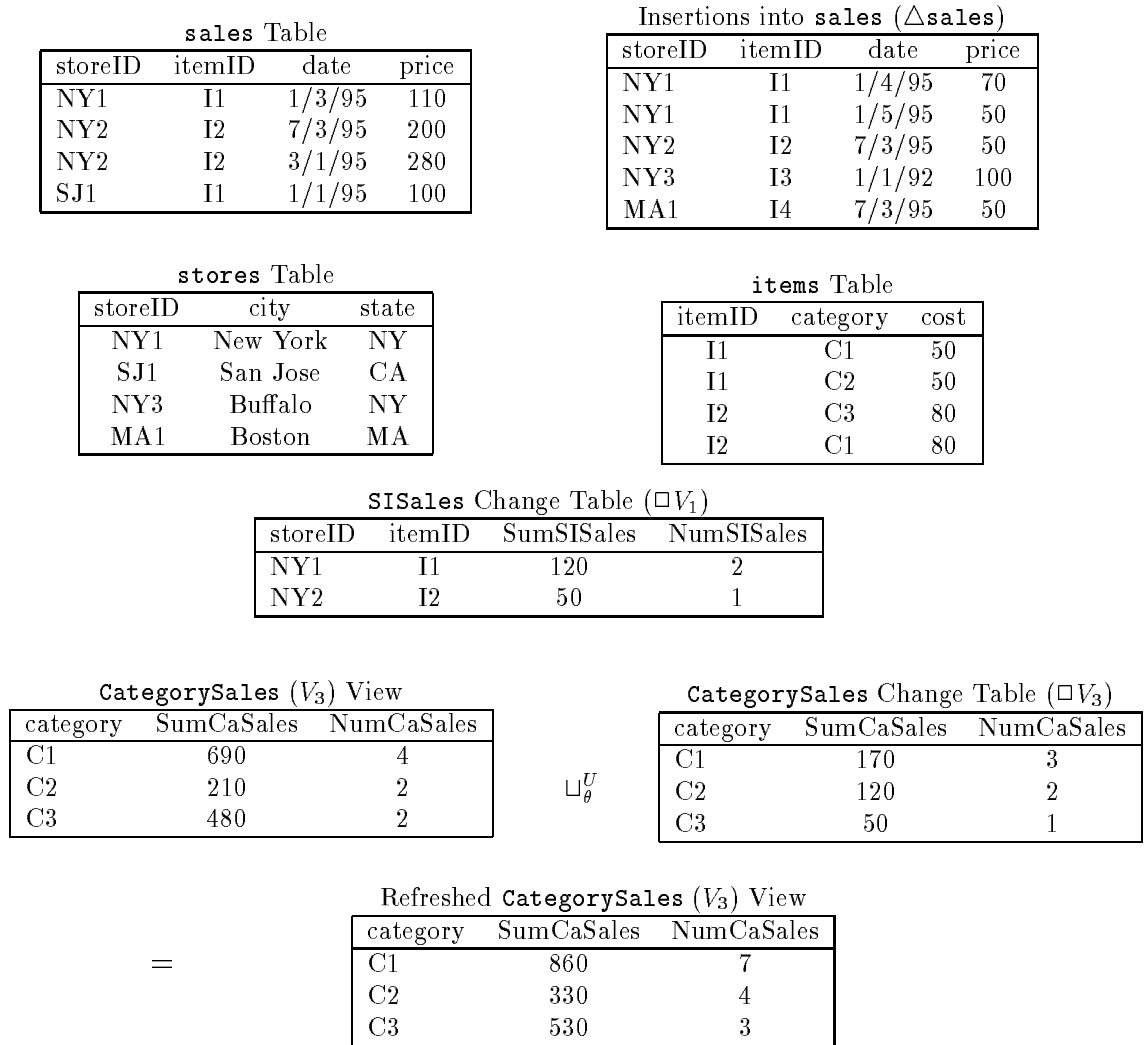 sales Table
storeID itemID date price
NY1 I1 1/3/95 110
NY2 I2 7/3/95 200
NY2 I2 3/1/95 280
SJ1 I1 1/1/95 100
Insertions into sales (△sales)
storeID itemID date price
NY1 I1 1/4/95 70
NY1 I1 1/5/95 50
NY2 I2 7/3/95 50
NY3 I3 1/1/92 100
MA1 I4 7/3/95 50
stores Table
storeID city state
NY1 New York NY
SJ1 San Jose CA
NY3 Buffalo NY
MA1 Boston MA
items Table
itemID category cost
I1 C1 50
I1 C2 50
I2 C3 80
I2 C1 80
SISales Change Table (□V₁)
storeID itemID SumSISales NumSISales
NY1 I1 120 2
NY2 I2 50 1
CategorySales (V₃) View
category SumCaSales NumCaSales
C1 690 4
C2 210 2
C3 480 2
⊔θU
CategorySales Change Table (□V₃)
category SumCaSales NumCaSales
C1 170 3
C2 120 2
C3 50 1
=
Refreshed CategorySales (V₃) View
category SumCaSales NumCaSales
C1 860 7
C2 330 4
C3 530 3